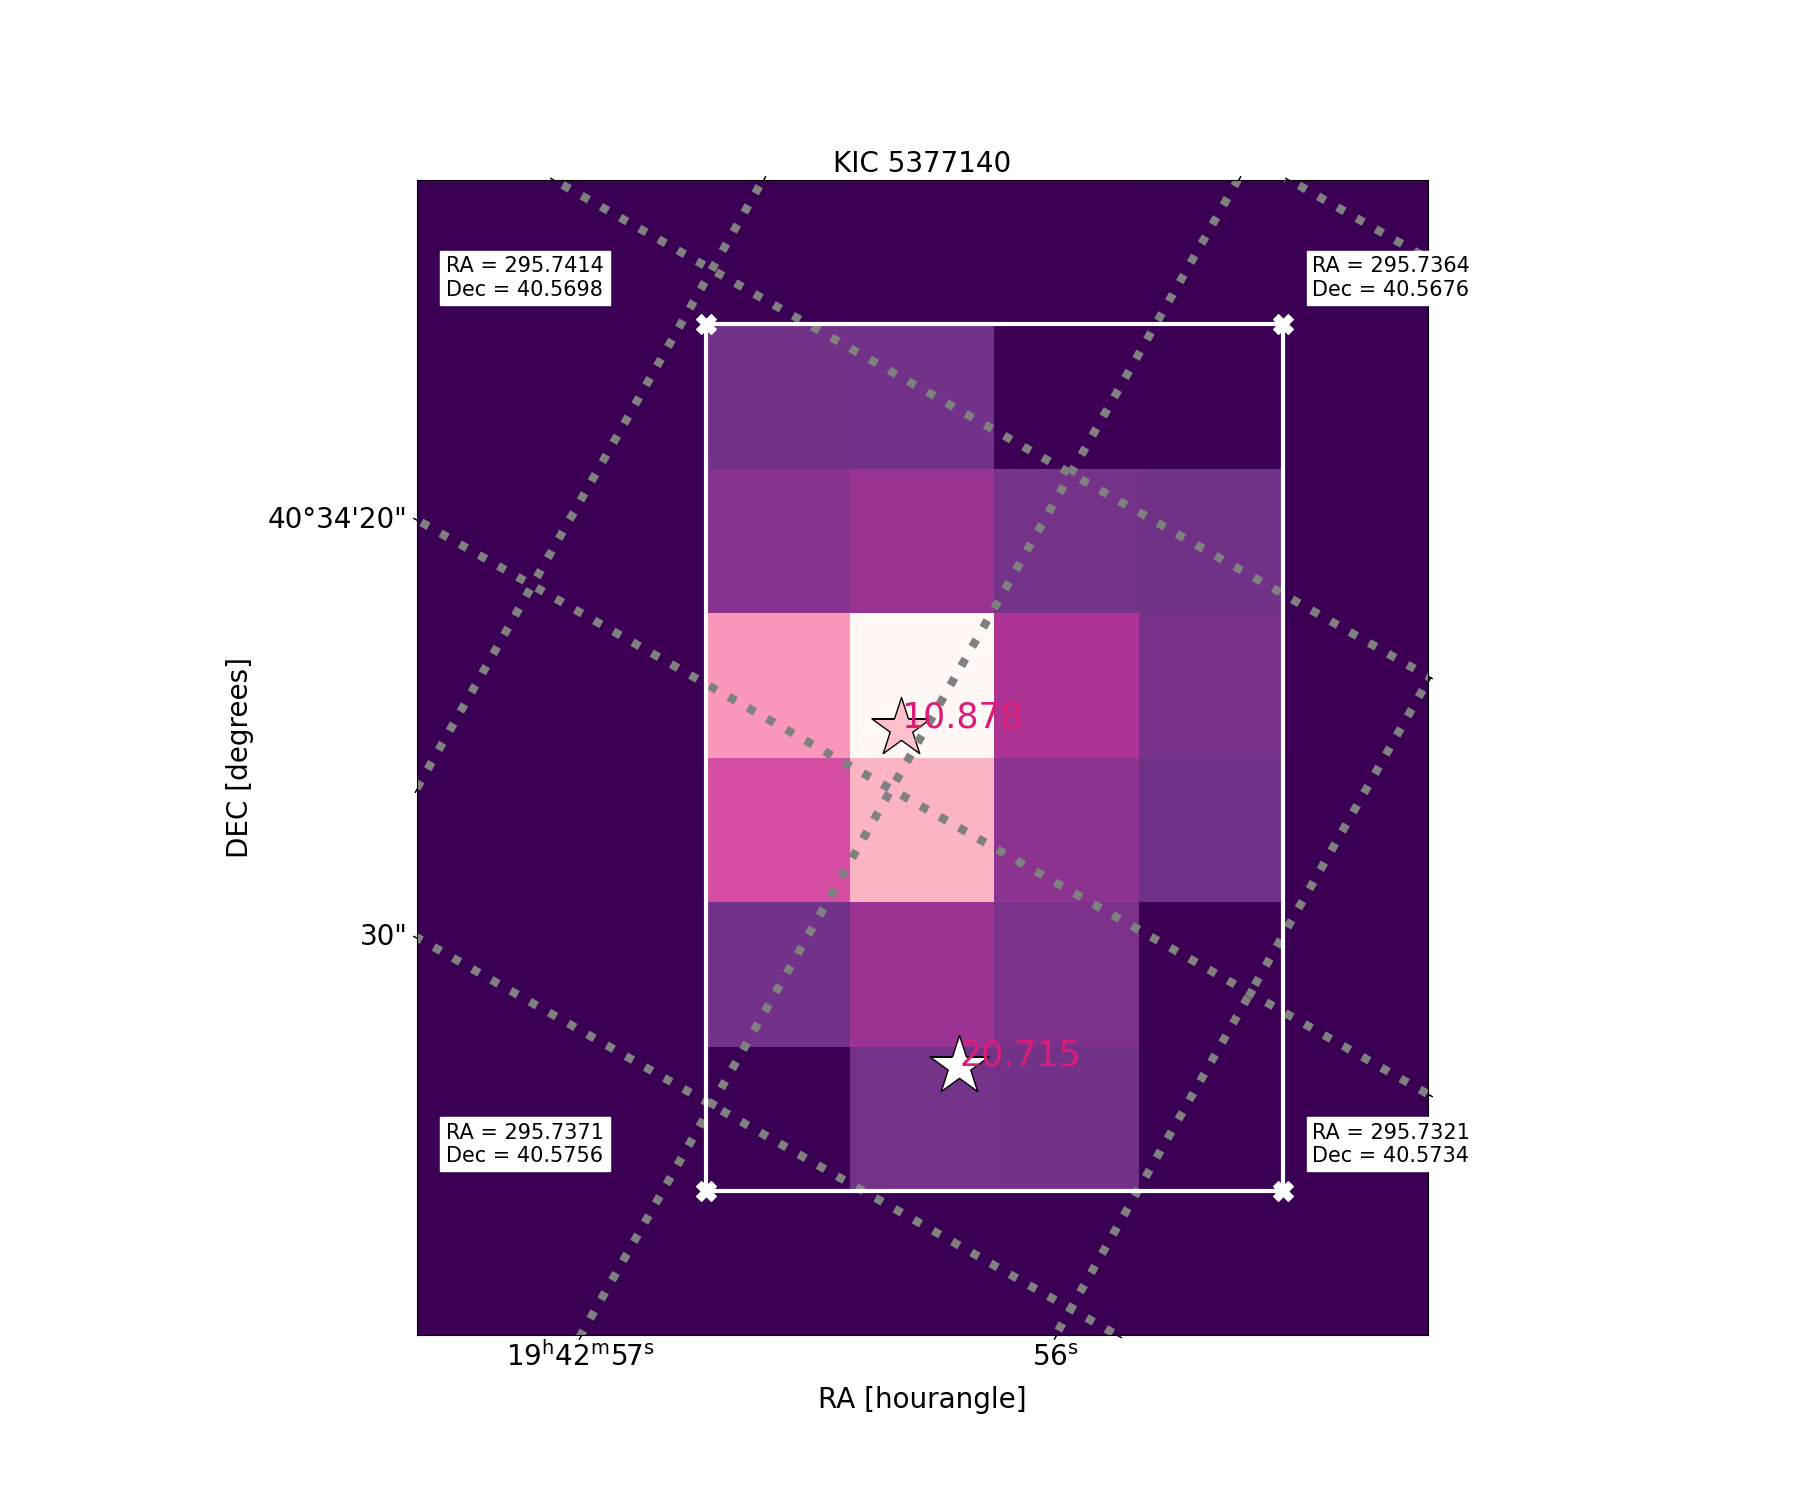 KIC 5377140
RA = 295.7414
Dec = 40.5698
RA = 295.7364
Dec = 40.5676
40°34'20"
10.878
DEC [degrees]
30"
20.715
RA = 295.7371
Dec = 40.5756
RA = 295.7321
Dec = 40.5734
19h42m57s
56s
RA [hourangle]